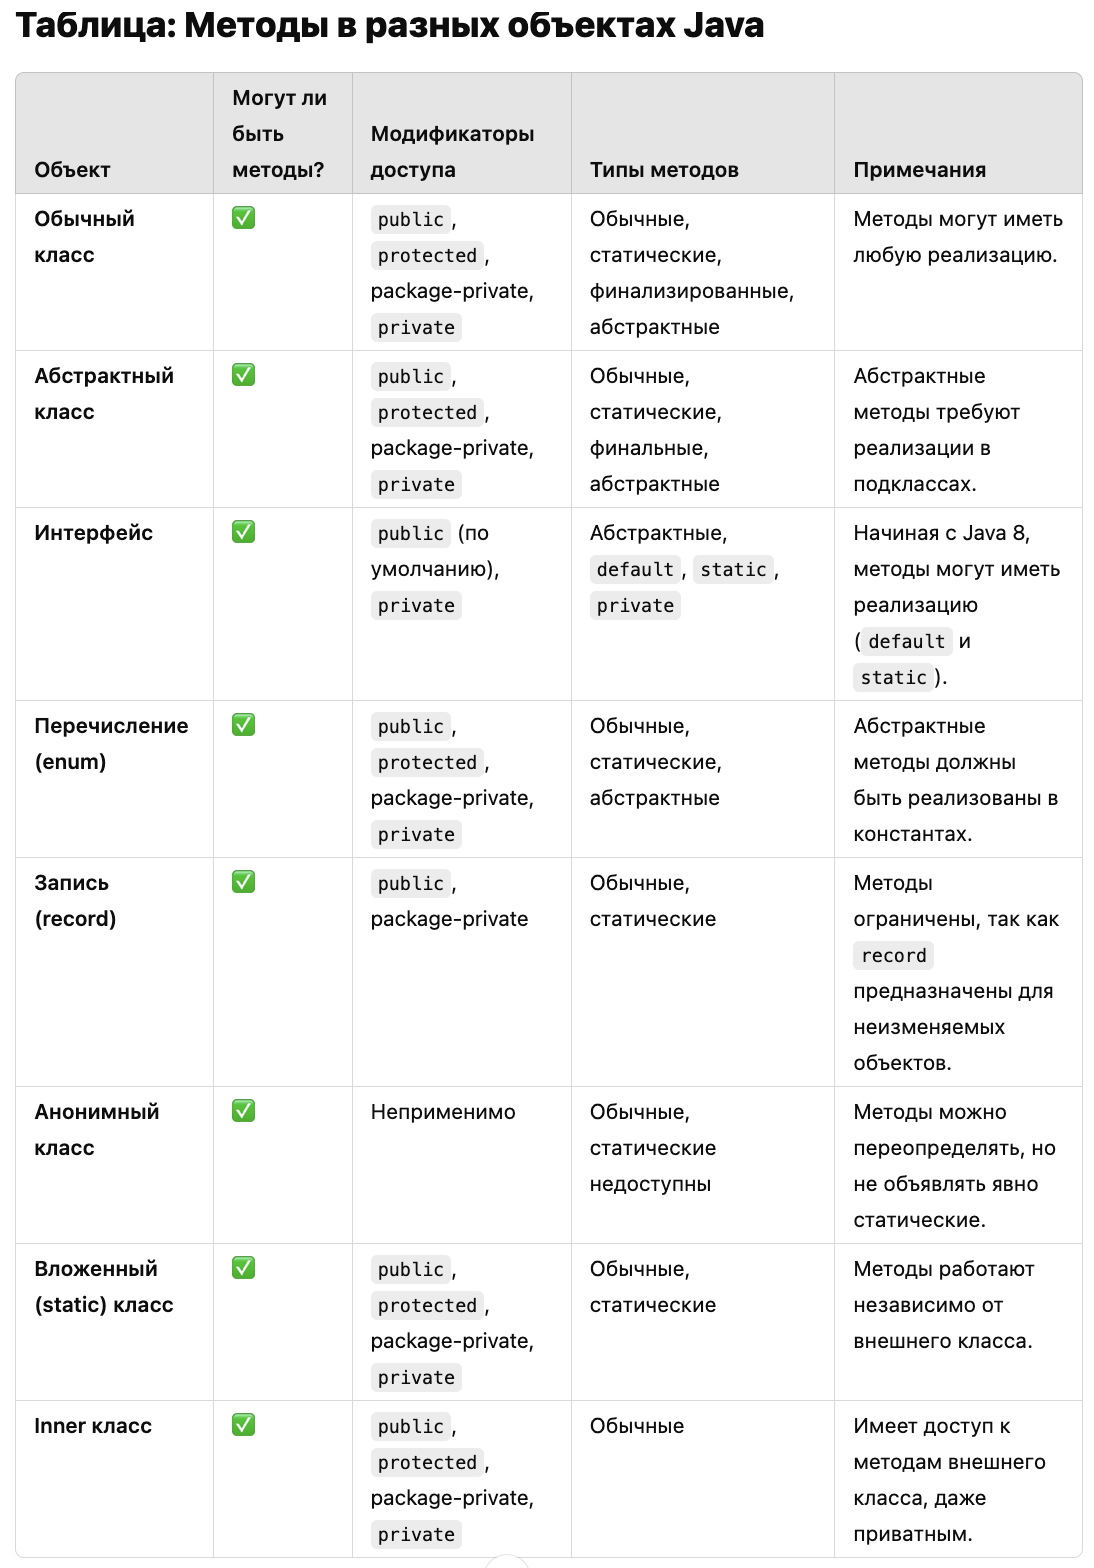 Таблица: Методы в разных объектах Java
Объект
Могут ли
быть
методы?
Модификаторы
доступа
Типы методов
Примечания
Обычный
класс
✅
public,
protected,
package-private,
private
Обычные,
статические,
финализированные,
абстрактные
Методы могут иметь
любую реализацию.
Абстрактный
класс
✅
public,
protected,
package-private,
private
Обычные,
статические,
финальные,
абстрактные
Абстрактные
методы требуют
реализации в
подклассах.
Интерфейс
✅
public (по
умолчанию),
private
Абстрактные,
default, static,
private
Начиная с Java 8,
методы могут иметь
реализацию
(default и
static).
Перечисление
(enum)
✅
public,
protected,
package-private,
private
Обычные,
статические,
абстрактные
Абстрактные
методы должны
быть реализованы в
константах.
Запись
(record)
✅
public,
package-private
Обычные,
статические
Методы
ограничены, так как
record
предназначены для
неизменяемых
объектов.
Анонимный
класс
✅
Неприменимо
Обычные,
статические
недоступны
Методы можно
переопределять, но
не объявлять явно
статические.
Вложенный
(static) класс
✅
public,
protected,
package-private,
private
Обычные,
статические
Методы работают
независимо от
внешнего класса.
Inner класс
✅
public,
protected,
package-private,
private
Обычные
Имеет доступ к
методам внешнего
класса, даже
приватным.